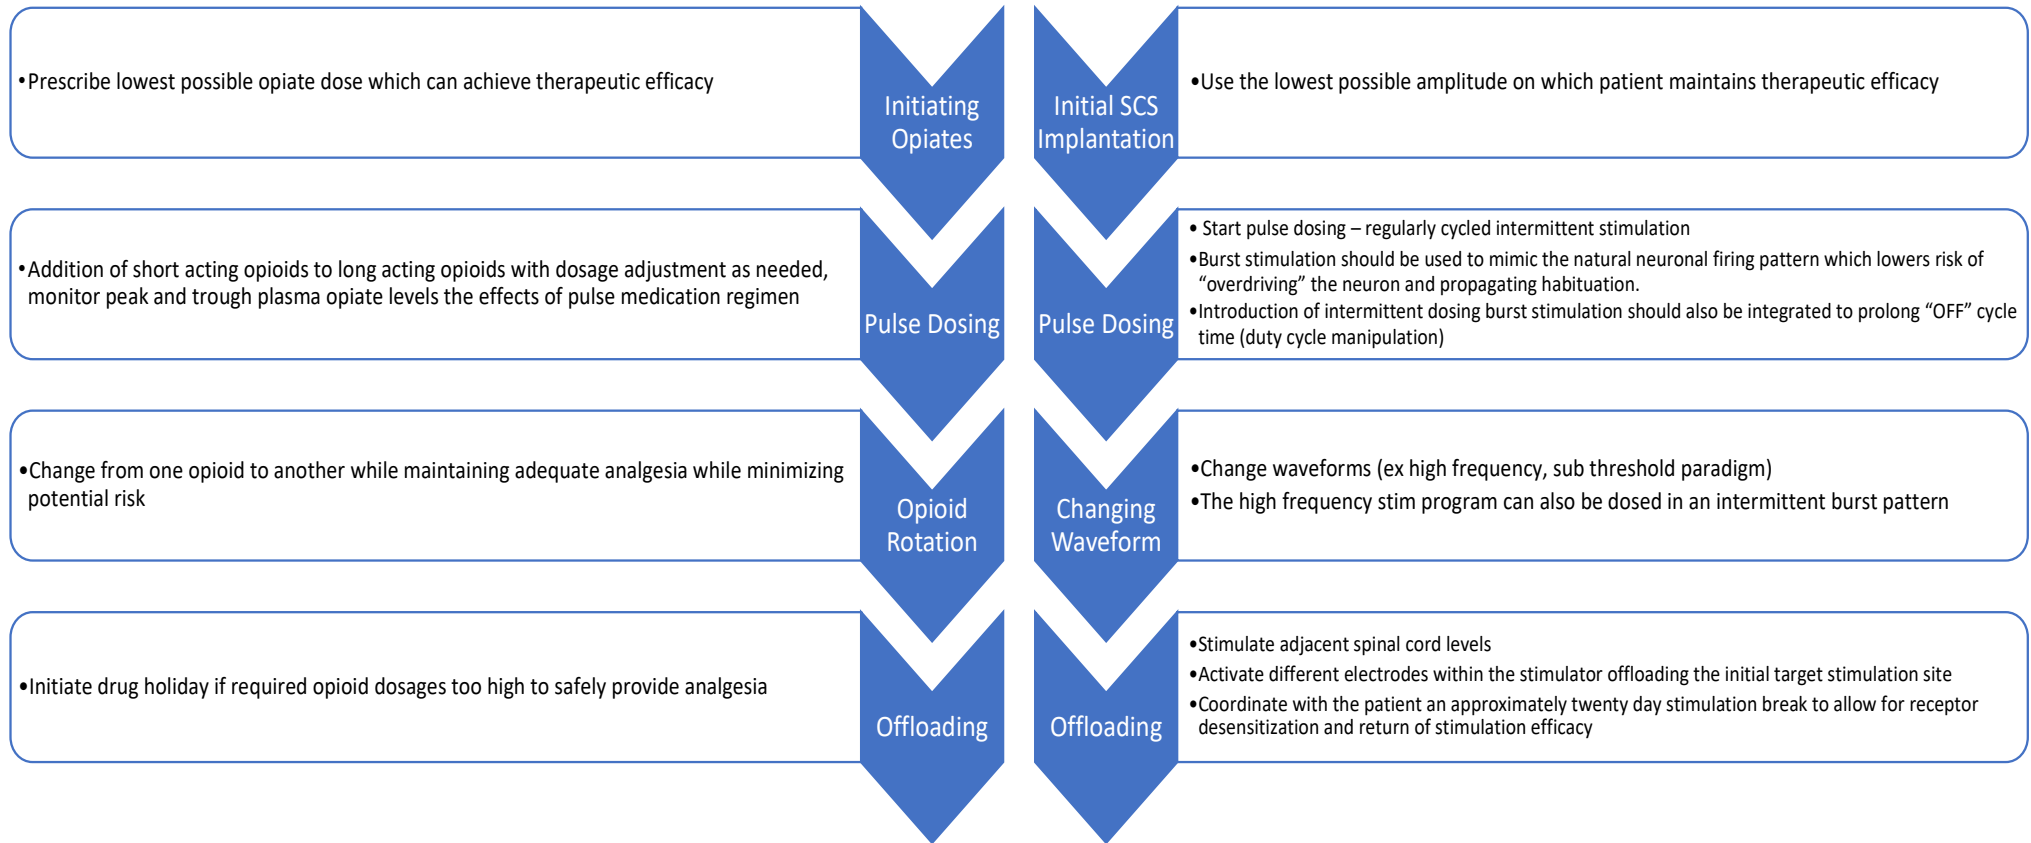 •Prescribe lowest possible opiate dose which can achieve therapeutic efficacy
Initiating
Opiates
Initial SCS
Implantation
•Use the lowest possible amplitude on which patient maintains therapeutic efficacy
•Addition of short acting opioids to long acting opioids with dosage adjustment as needed,
monitor peak and trough plasma opiate levels the effects of pulse medication regimen
Pulse Dosing
Pulse Dosing
• Start pulse dosing – regularly cycled intermittent stimulation
•Burst stimulation should be used to mimic the natural neuronal firing pattern which lowers risk of
“overdriving” the neuron and propagating habituation.
•Introduction of intermittent dosing burst stimulation should also be integrated to prolong “OFF” cycle
time (duty cycle manipulation)
•Change from one opioid to another while maintaining adequate analgesia while minimizing
potential risk
Opioid
Rotation
Changing
Waveform
•Change waveforms (ex high frequency, sub threshold paradigm)
•The high frequency stim program can also be dosed in an intermittent burst pattern
•Initiate drug holiday if required opioid dosages too high to safely provide analgesia
Offloading
Offloading
•Stimulate adjacent spinal cord levels
•Activate different electrodes within the stimulator offloading the initial target stimulation site
•Coordinate with the patient an approximately twenty day stimulation break to allow for receptor
desensitization and return of stimulation efficacy